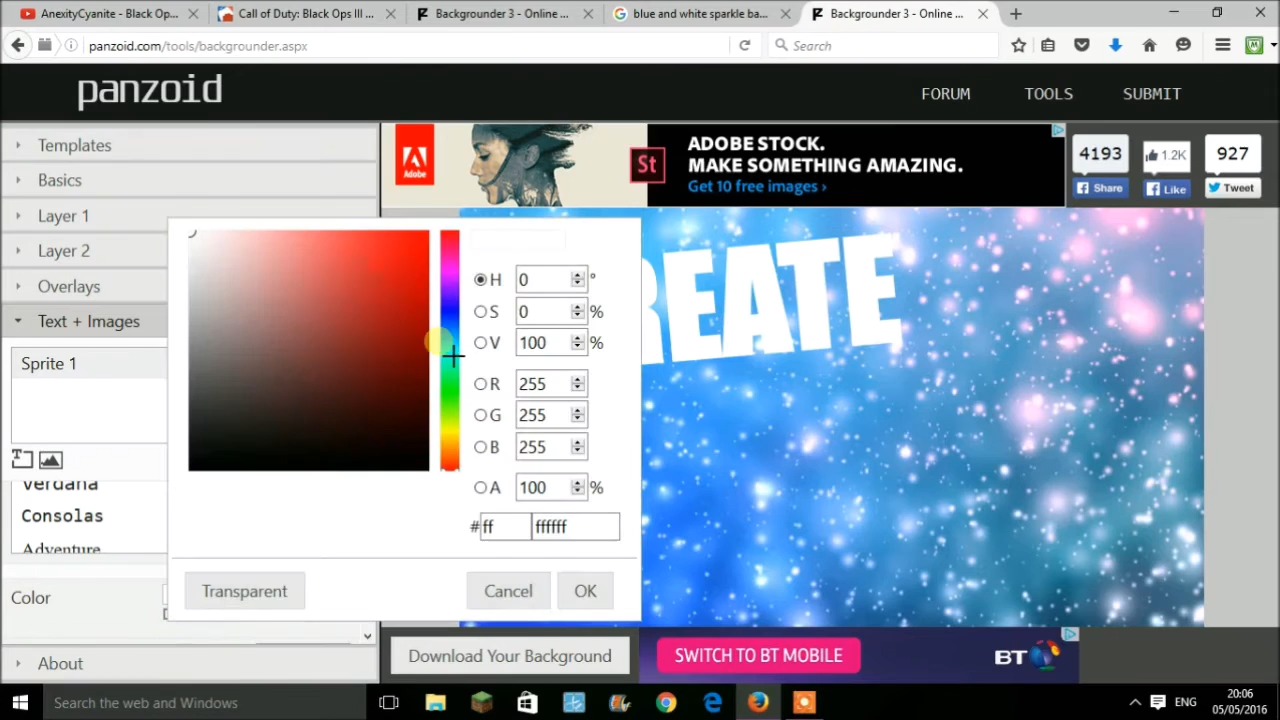 AnexityCyanite - Black Op...
Call of Duty: Black Ops III ...
Backgrounder 3 - Online ...
blue and white sparkle ba...
Backgrounder 3 - Online ...
panzoid.com/tools/backgrounder.aspx
Search
panzoid
FORUM
TOOLS
SUBMIT
Templates
Basics
Layer 1
Layer 2
Overlays
Text + Images
Sprite 1
Verdana
Consolas
Adventure
Color
About
Adobe
St
ADOBE STOCK.
MAKE SOMETHING AMAZING.
Get 10 free images ›
4193
1.2K
927
Share
Like
Tweet
REATE
H 0 °
S 0 %
V 100 %
R 255
G 255
B 255
A 100 %
# ff ffffff
Transparent
Cancel
OK
Download Your Background
SWITCH TO BT MOBILE
BT
Search the web and Windows
ENG
20:06
05/05/2016